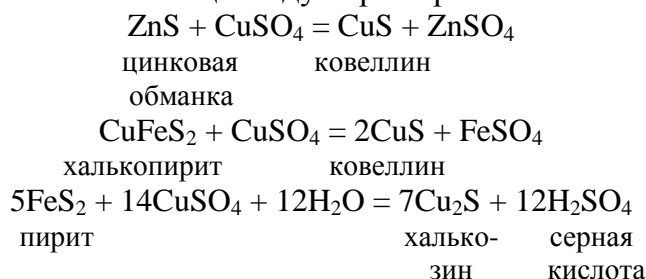 ZnS + CuSO₄ = CuS + ZnSO₄
цинковая ковеллин
обманка
CuFeS₂ + CuSO₄ = 2CuS + FeSO₄
халькопирит ковеллин
5FeS₂ + 14CuSO₄ + 12H₂O = 7Cu₂S + 12H₂SO₄
пирит халько- серная
зин кислота